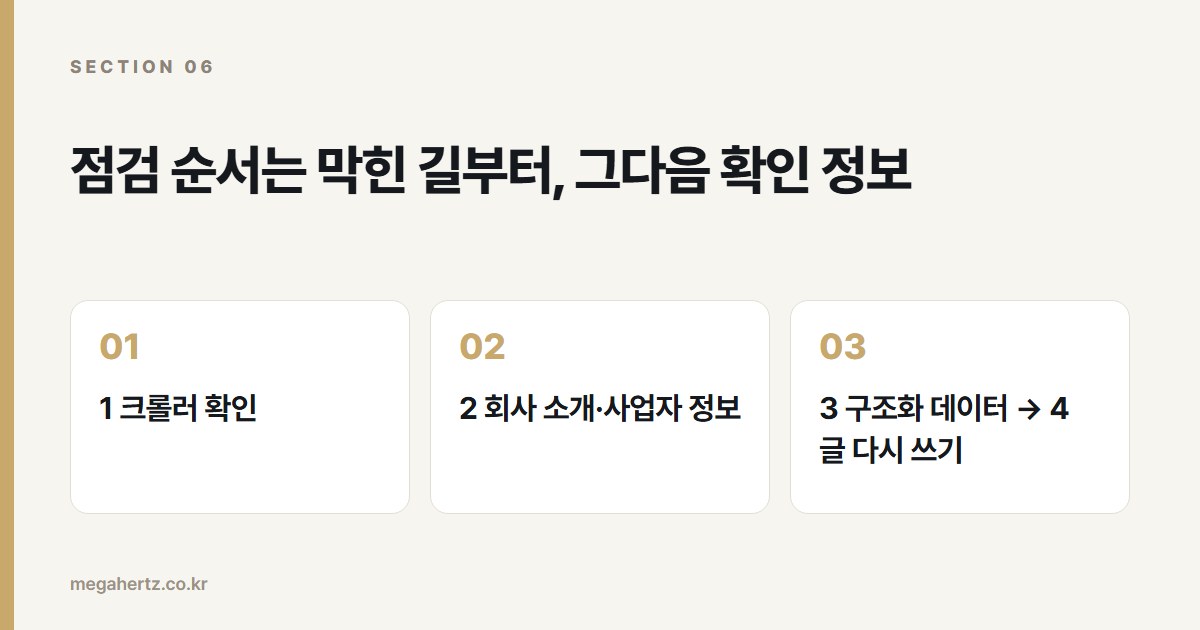 SECTION 06
점검 순서는 막힌 길부터, 그다음 확인 정보
01
1 크롤러 확인
02
2 회사 소개·사업자 정보
03
3 구조화 데이터 → 4
글 다시 쓰기
megahertz.co.kr